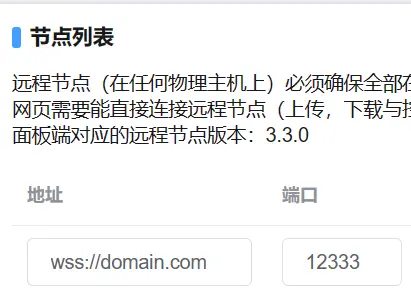 节点列表
远程节点（在任何物理主机上）必须确保全部在
网页需要能直接连接远程节点（上传，下载与控
面板端对应的远程节点版本：3.3.0
地址 端口
wss://domain.com 12333